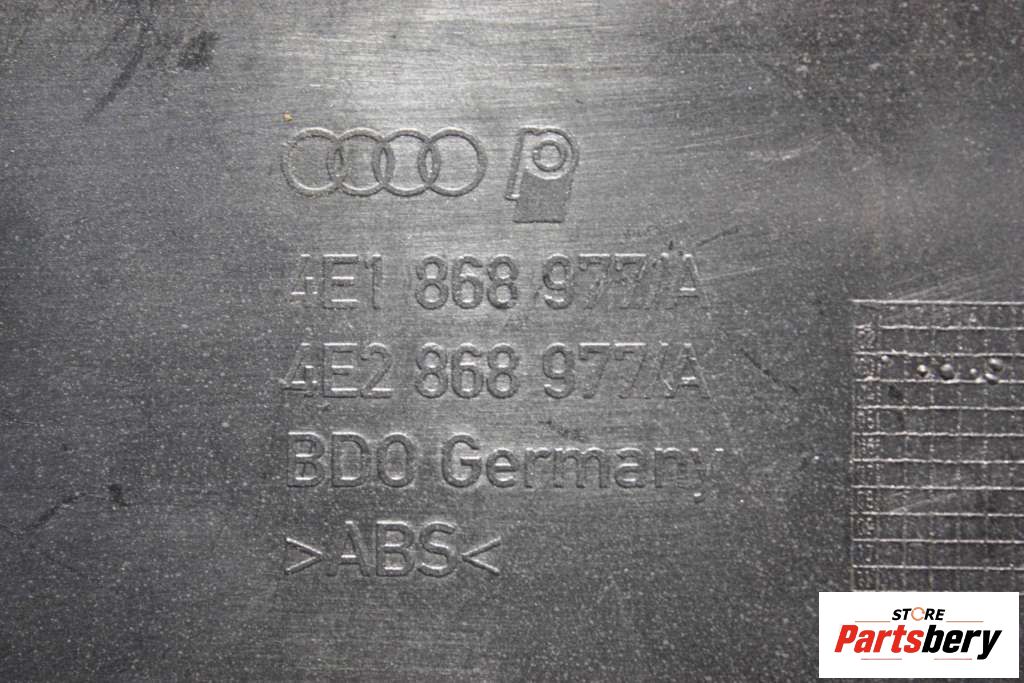 4E1 868 977/A
4E2 868 977/A
BDO Germany
>ABS<
STORE
Partsbery